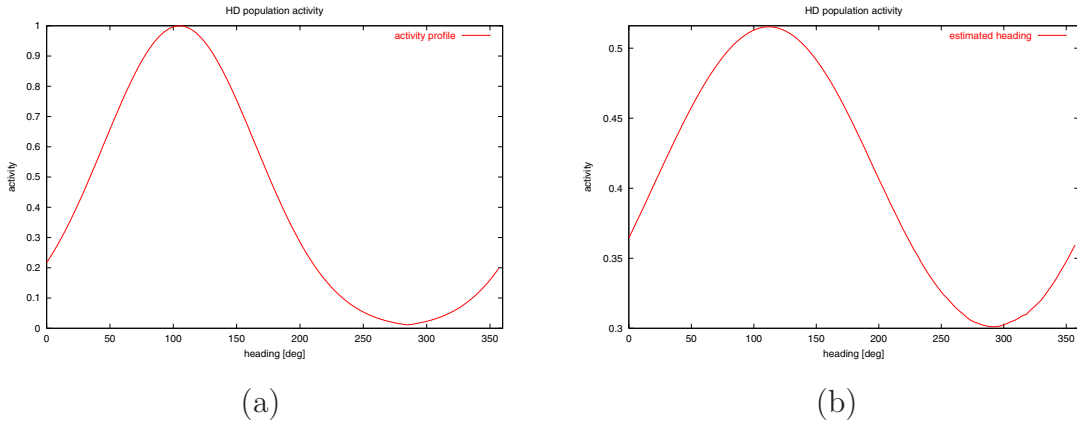 HD population activity
activity profile
1
0.9
0.8
0.7
0.6
0.5
0.4
0.3
0.2
0.1
0
activity
0 50 100 150 200 250 300 350
heading [deg]
(a)
HD population activity
estimated heading
0.5
0.45
0.4
0.35
0.3
activity
0 50 100 150 200 250 300 350
heading [deg]
(b)